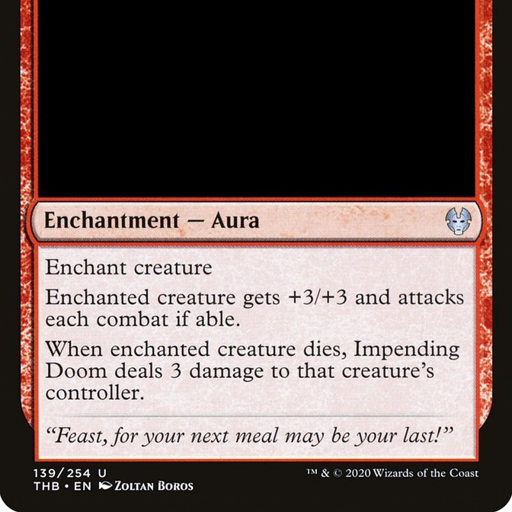 Enchantment — Aura
Enchant creature
Enchanted creature gets +3/+3 and attacks
each combat if able.
When enchanted creature dies, Impending
Doom deals 3 damage to that creature's
controller.
“Feast, for your next meal may be your last!”
139/254 U
™ & © 2020 Wizards of the Coast
THB • EN Zoltan Boros